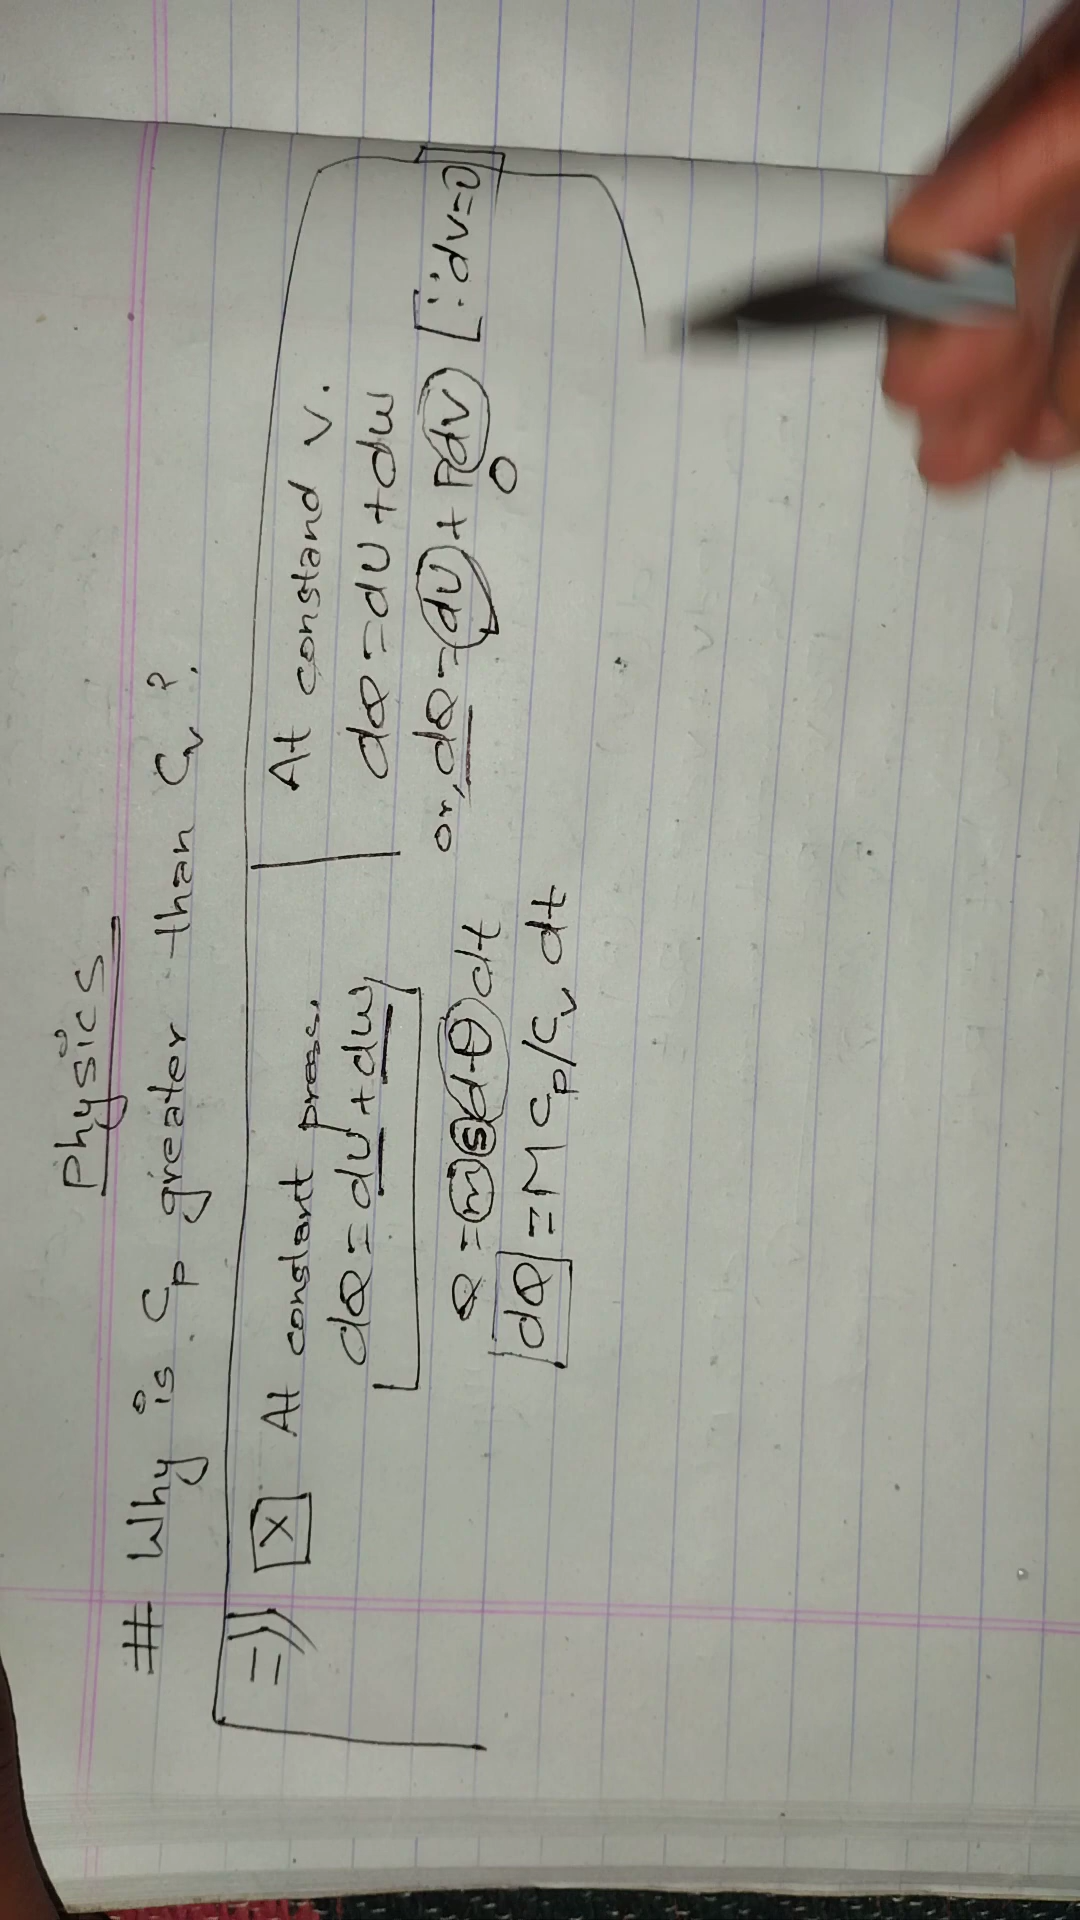 Physics
# Why is Cp greater than Cv?
=)) X At constant press.
dQ = dU + dw
Q = msdθ dt
dQ = M Cp/Cv dt
At constand v.
dQ = dU + dw
or, dQ = dU + Pdv [∵ dv=0]
0